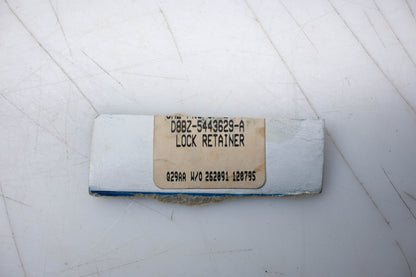 D8BZ-5443629-A
LOCK RETAINER
Q29AA W/O 262091 120795